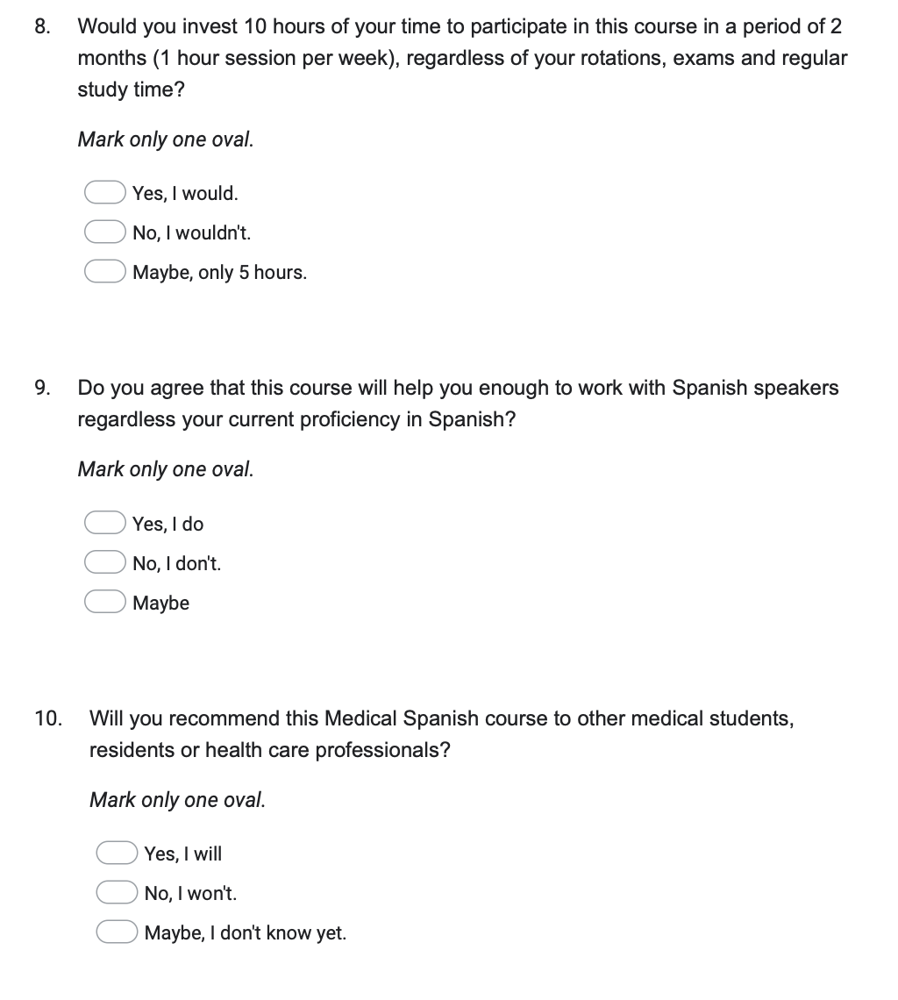 8. Would you invest 10 hours of your time to participate in this course in a period of 2
months (1 hour session per week), regardless of your rotations, exams and regular
study time?
Mark only one oval.
Yes, I would.
No, I wouldn't.
Maybe, only 5 hours.
9. Do you agree that this course will help you enough to work with Spanish speakers
regardless your current proficiency in Spanish?
Mark only one oval.
Yes, I do
No, I don't.
Maybe
10. Will you recommend this Medical Spanish course to other medical students,
residents or health care professionals?
Mark only one oval.
Yes, I will
No, I won't.
Maybe, I don't know yet.